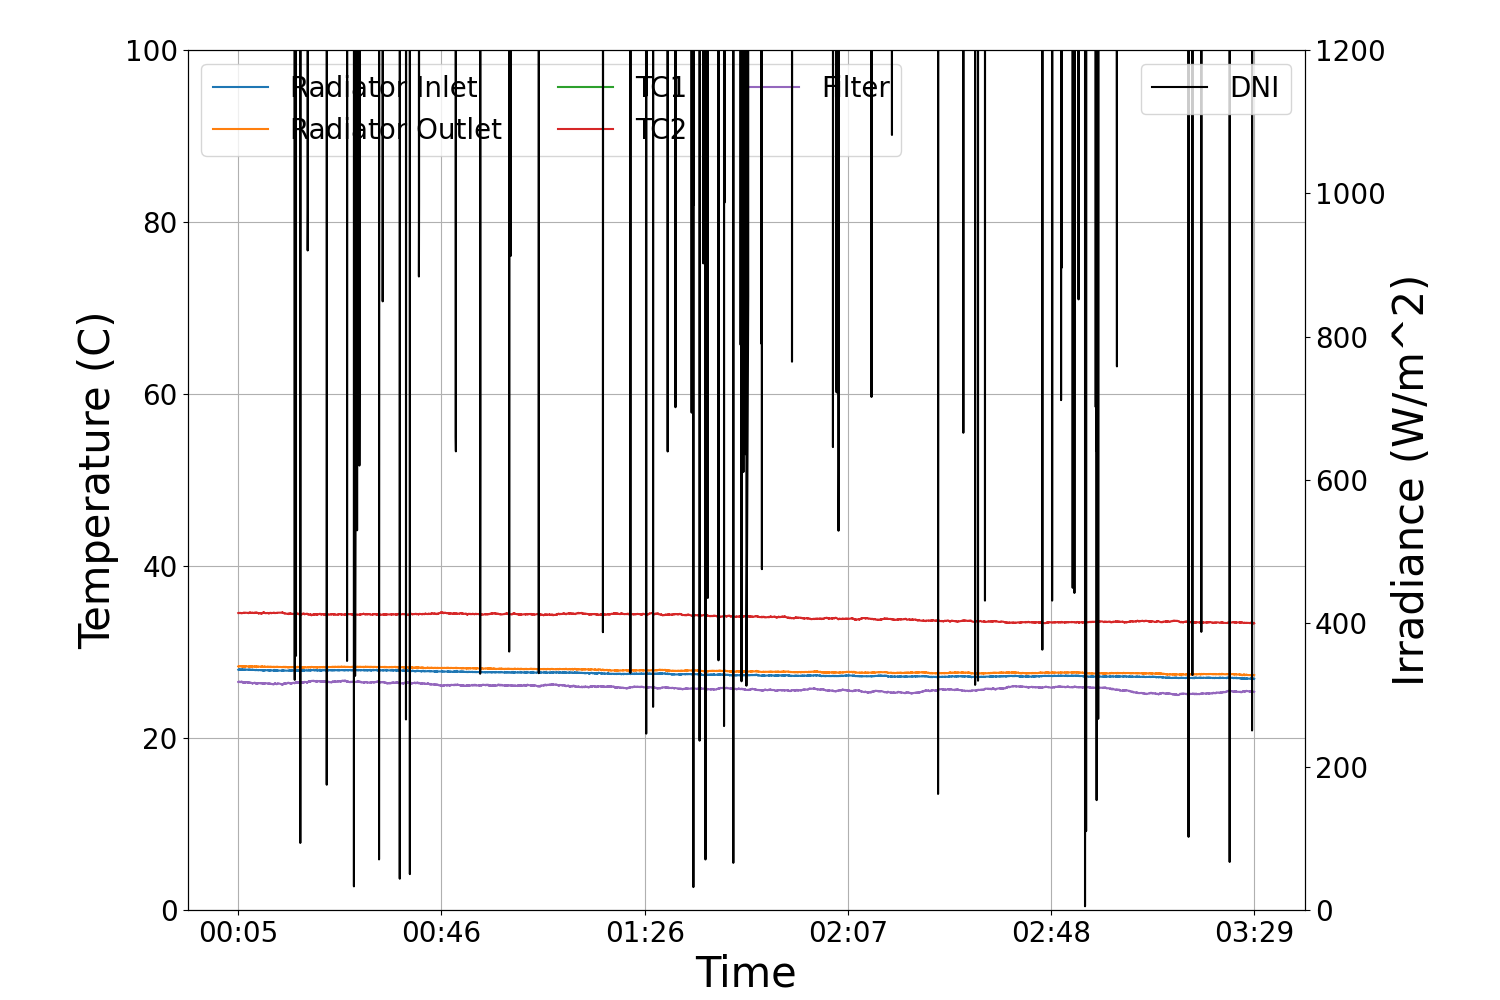 100
80
60
40
20
0
Temperature (C)
Radiator Inlet
Radiator Outlet
TC1
TC2
Filter
DNI
1200
1000
800
600
400
200
0
Irradiance (W/m^2)
00:05 00:46 01:26 02:07 02:48 03:29
Time